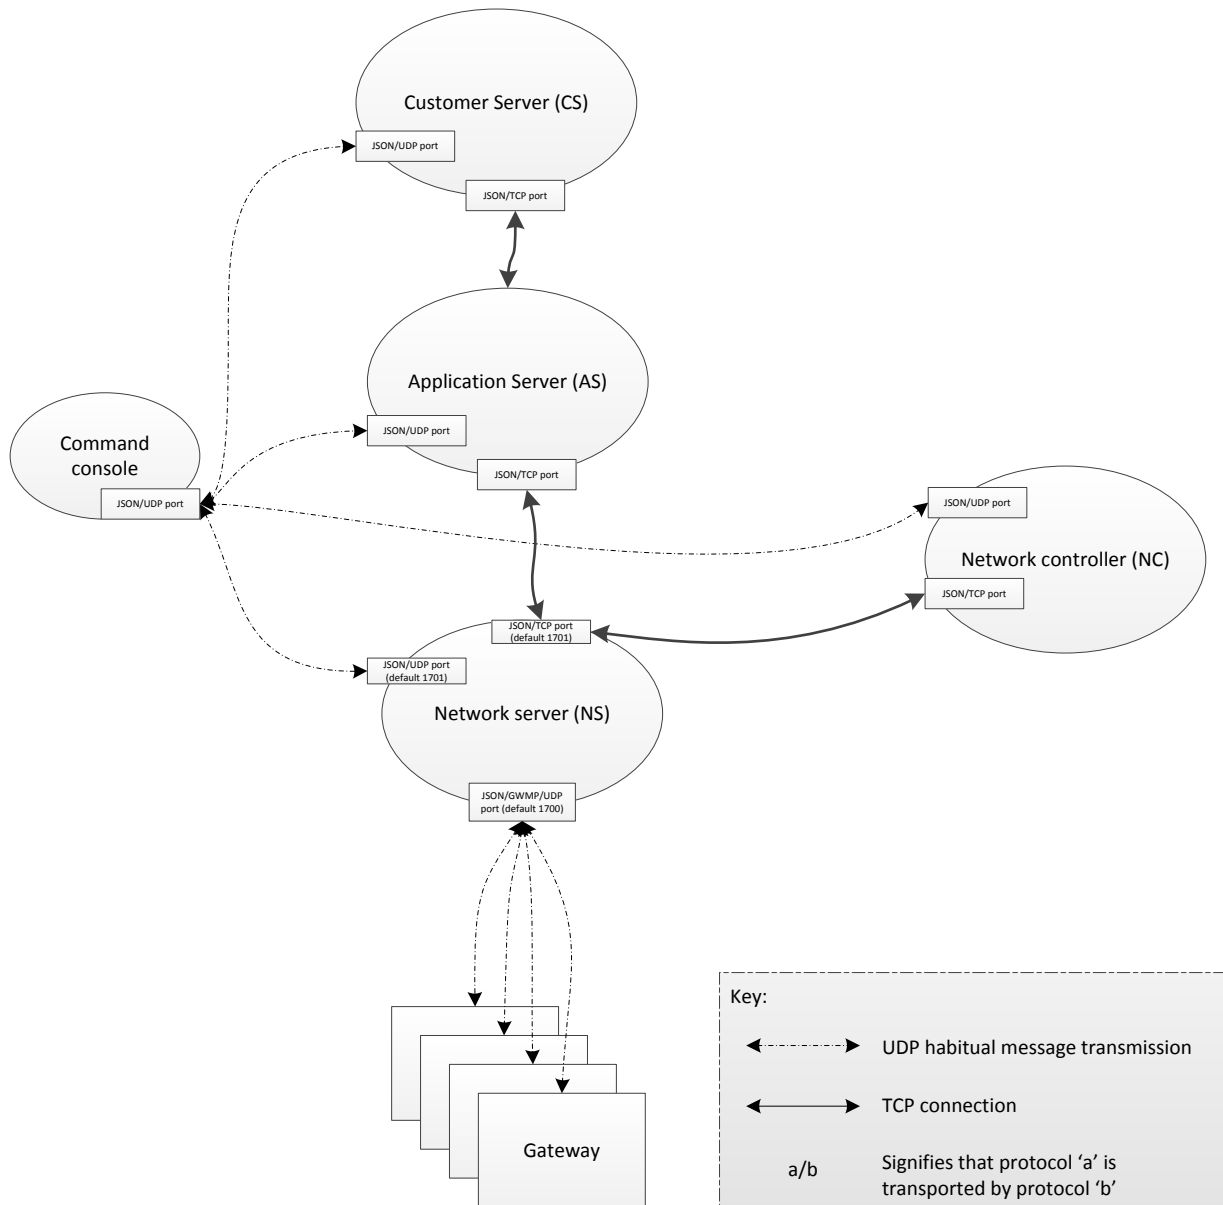 Customer Server (CS)
JSON/UDP port
JSON/TCP port
Application Server (AS)
JSON/UDP port
JSON/TCP port
Command
console
JSON/UDP port
JSON/UDP port
Network controller (NC)
JSON/TCP port
JSON/TCP port
(default 1701)
JSON/UDP port
(default 1701)
Network server (NS)
JSON/GWMP/UDP
port (default 1700)
Gateway
Key:
UDP habitual message transmission
TCP connection
a/b
Signifies that protocol ‘a’ is
transported by protocol ‘b’